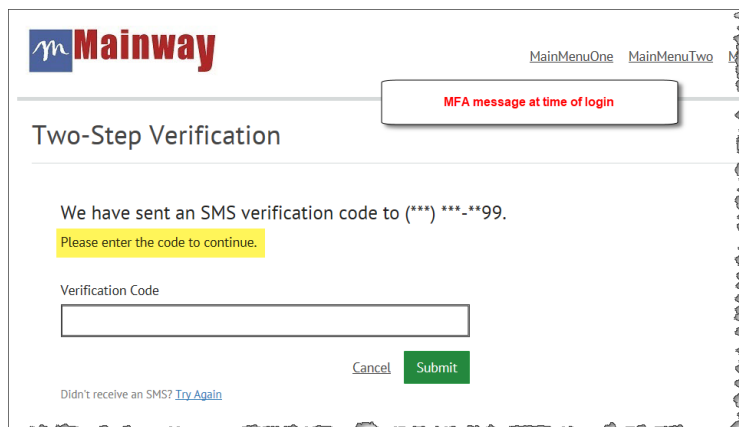 m Mainway
MainMenuOne MainMenuTwo
MFA message at time of login
Two-Step Verification
We have sent an SMS verification code to (***) ***-**99.
Please enter the code to continue.
Verification Code
Cancel Submit
Didn't receive an SMS? Try Again